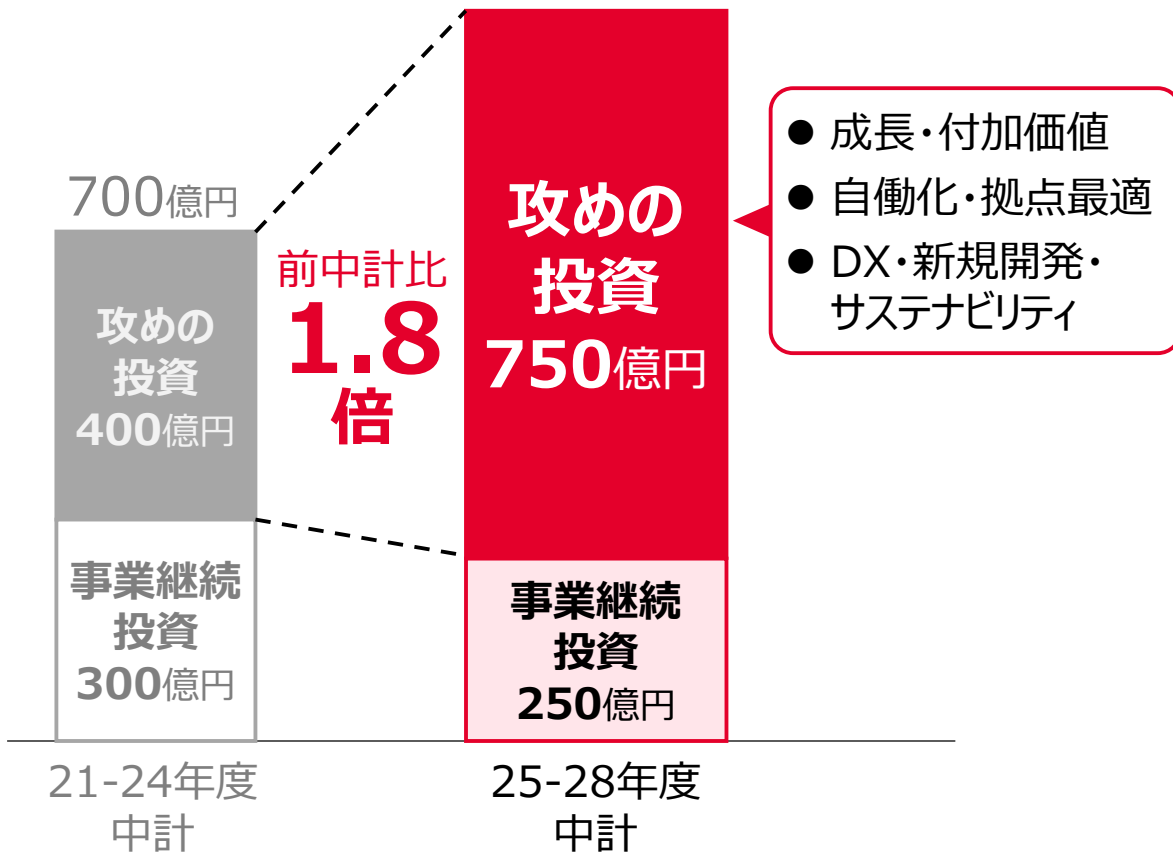 700億円
攻めの
投資
400億円
事業継続
投資
300億円
21-24年度
中計
前中計比
1.8
倍
攻めの
投資
750億円
事業継続
投資
250億円
25-28年度
中計
● 成長・付加価値
● 自働化・拠点最適
● DX・新規開発・
サステナビリティ